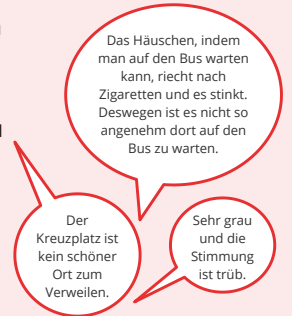 Das Häuschen, indem
man auf den Bus warten
kann, riecht nach
Zigaretten und es stinkt.
Deswegen ist es nicht so
angenehm dort auf den
Bus zu warten.
Der
Kreuzplatz ist
kein schöner
Ort zum
Verweilen.
Sehr grau
und die
Stimmung
ist trüb.